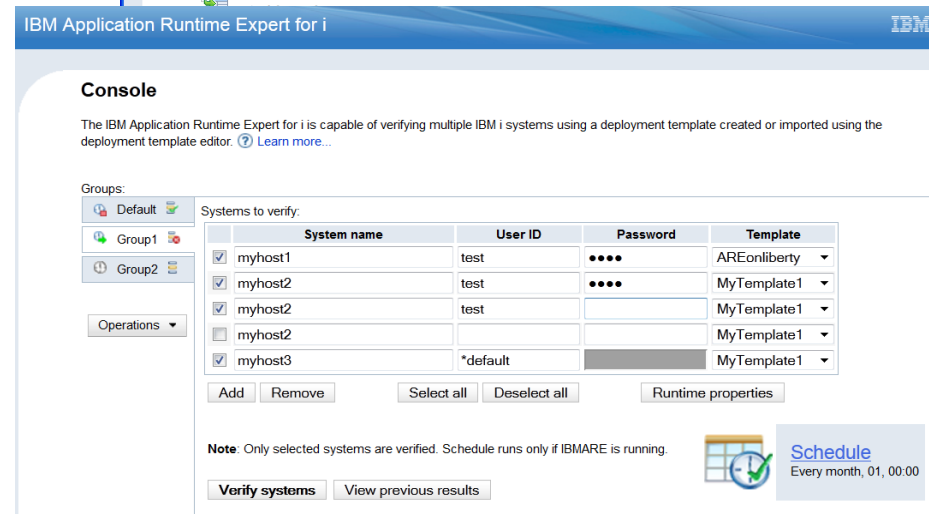 IBM Application Runtime Expert for i
IBM
Console
The IBM Application Runtime Expert for i is capable of verifying multiple IBM i systems using a deployment template created or imported using the
deployment template editor. ? Learn more...
Groups:
Default
Group1
Group2
Operations
Systems to verify:
System name User ID Password Template
myhost1 test •••• AREonliberty
myhost2 test •••• MyTemplate1
myhost2 test MyTemplate1
myhost2 MyTemplate1
myhost3 *default MyTemplate1
Add Remove Select all Deselect all Runtime properties
Note: Only selected systems are verified. Schedule runs only if IBMARE is running.
Schedule
Every month, 01, 00:00
Verify systems View previous results